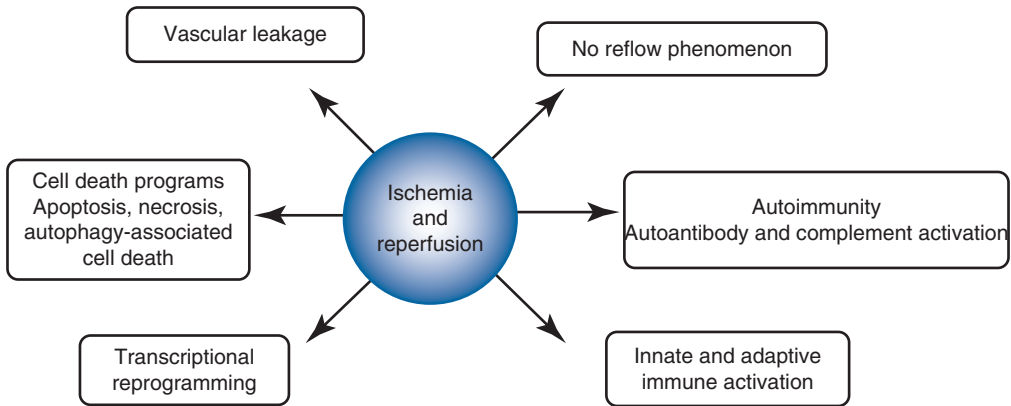 Vascular leakage
No reflow phenomenon
Cell death programs
Apoptosis, necrosis,
autophagy-associated
cell death
Ischemia
and
reperfusion
Autoimmunity
Autoantibody and complement activation
Transcriptional
reprogramming
Innate and adaptive
immune activation